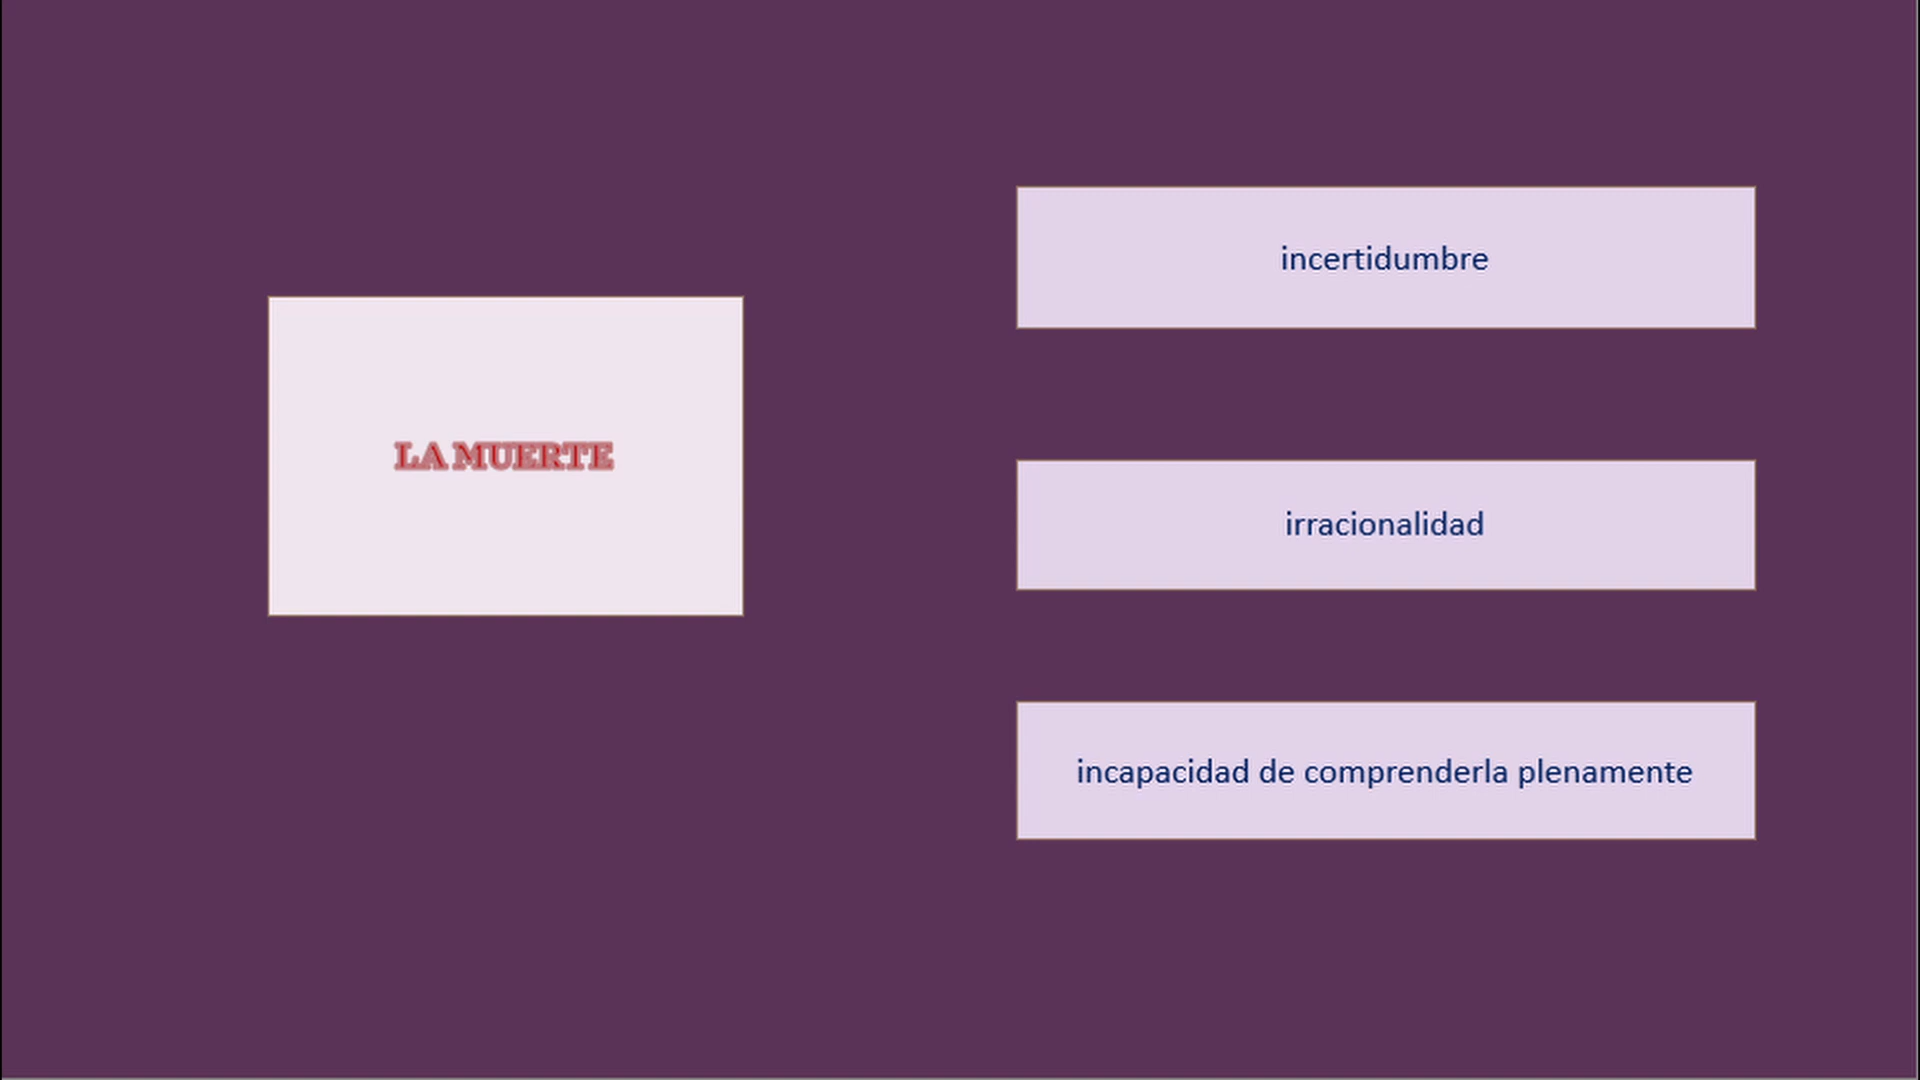 LA MUERTE
incertidumbre
irracionalidad
incapacidad de comprenderla plenamente